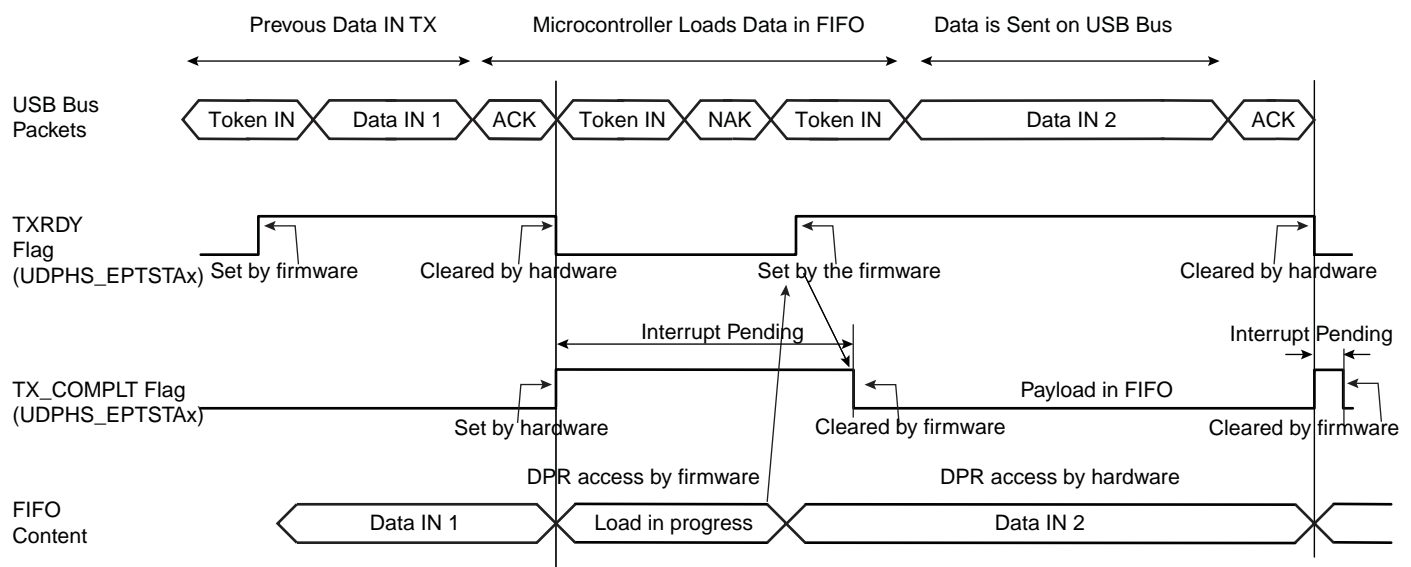 Prevous Data IN TX
Microcontroller Loads Data in FIFO
Data is Sent on USB Bus
USB Bus
Packets
Token IN
Data IN 1
ACK
Token IN
NAK
Token IN
Data IN 2
ACK
TXRDY
Flag
(UDPHS_EPTSTAx)
Set by firmware
Cleared by hardware
Set by the firmware
Cleared by hardware
Interrupt Pending
Interrupt Pending
TX_COMPLT Flag
(UDPHS_EPTSTAx)
Payload in FIFO
Set by hardware
Cleared by firmware
Cleared by firmware
DPR access by firmware
DPR access by hardware
FIFO
Content
Data IN 1
Load in progress
Data IN 2